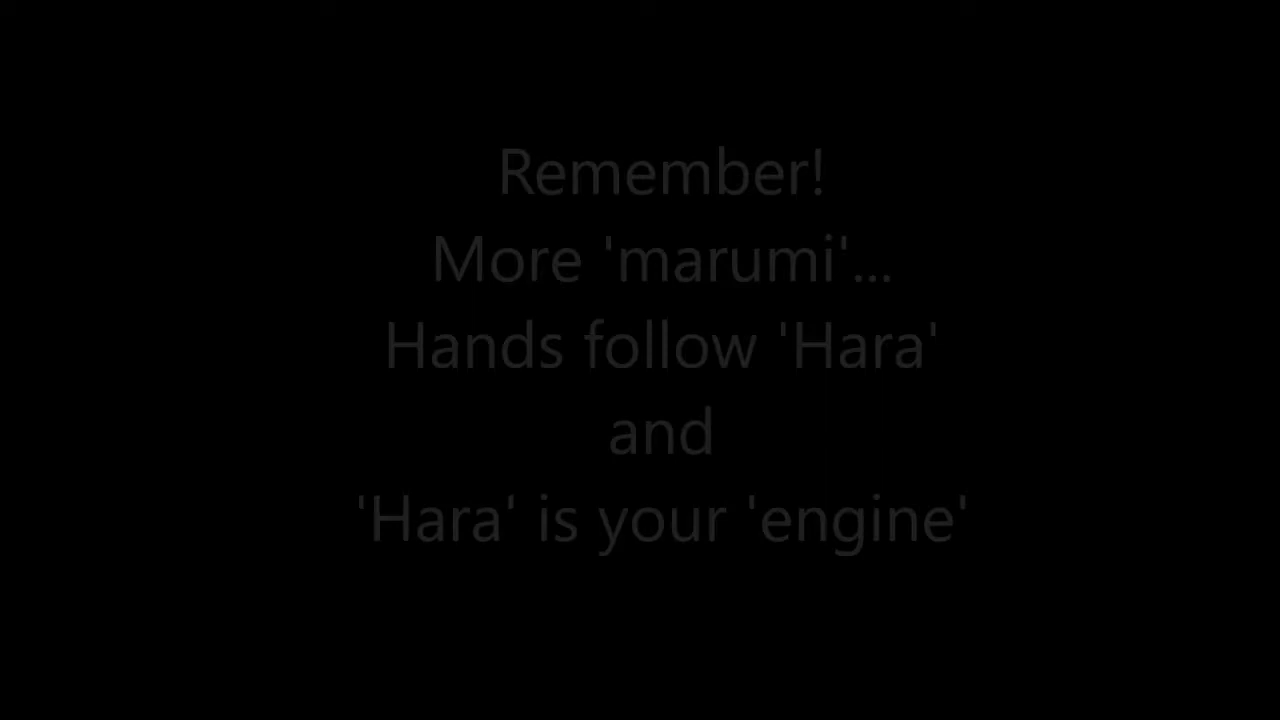 Remember!
More 'marumi'...
Hands follow 'Hara'
and
'Hara' is your 'engine'